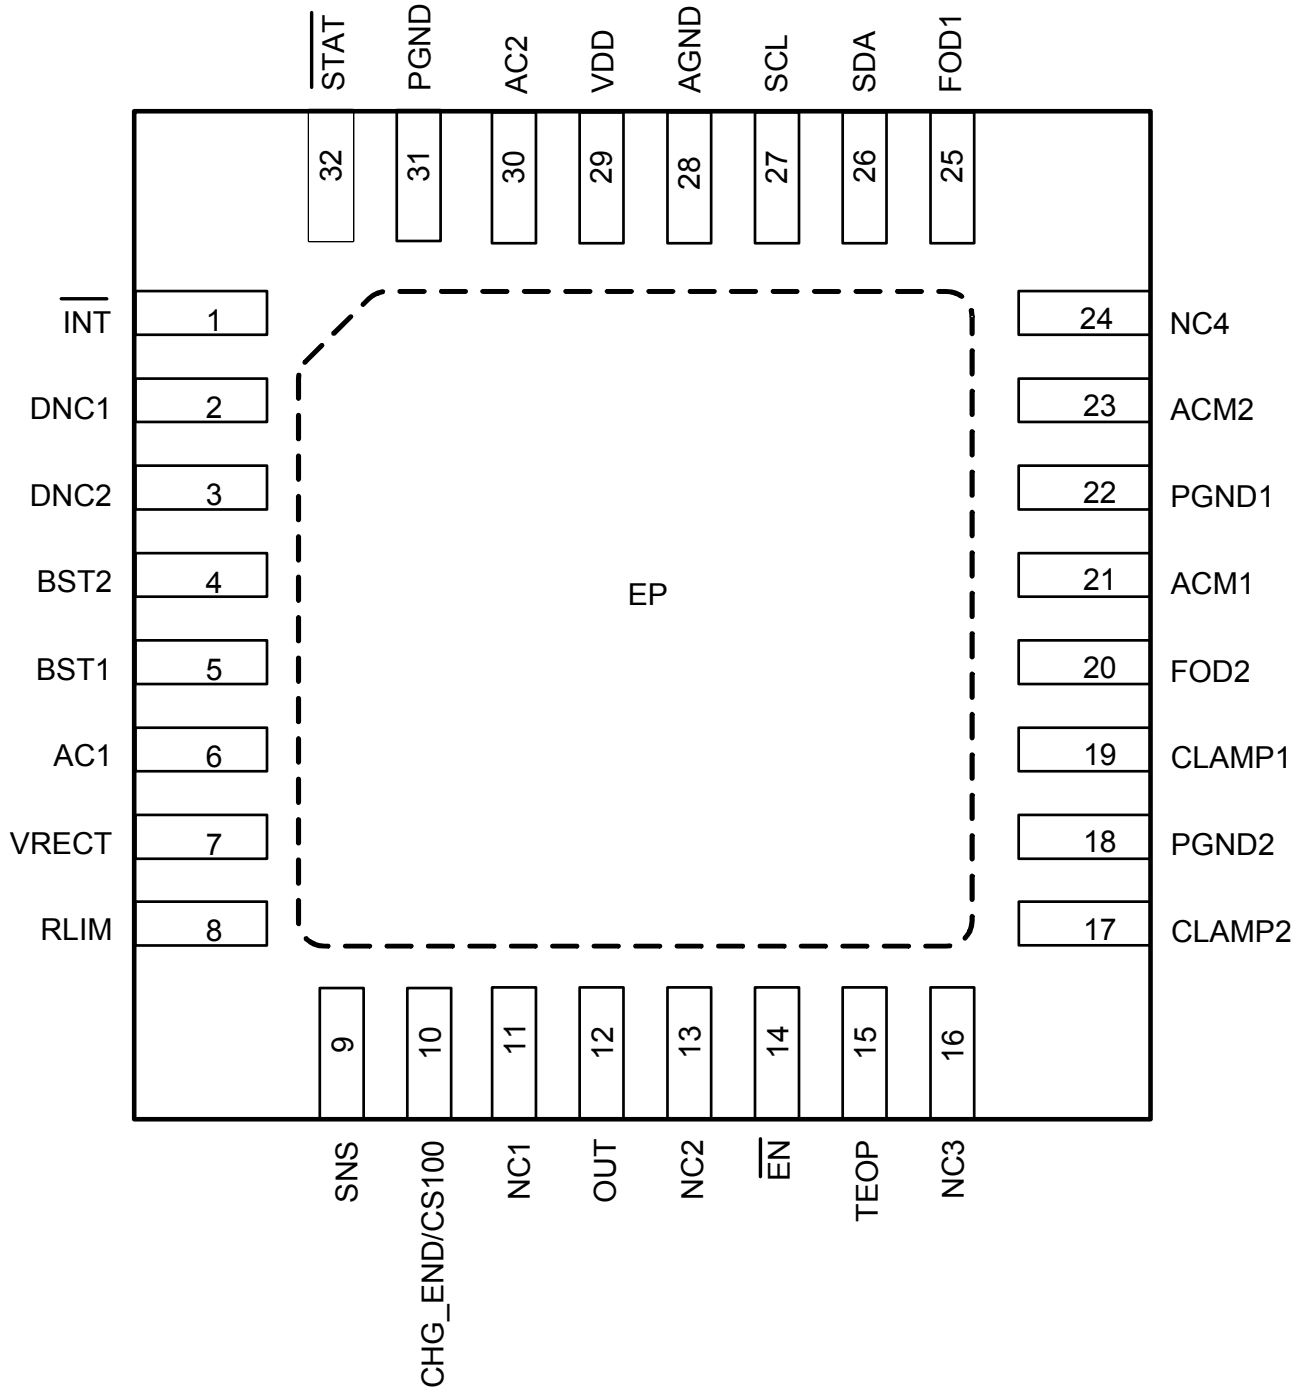 STAT
PGND
AC2
VDD
AGND
SCL
SDA
FOD1
32
31
30
29
28
27
26
25
INT
1
24
NC4
DNC1
2
23
ACM2
DNC2
3
22
PGND1
BST2
4
21
ACM1
EP
BST1
5
20
FOD2
AC1
6
19
CLAMP1
VRECT
7
18
PGND2
RLIM
8
17
CLAMP2
9
10
11
12
13
14
15
16
SNS
CHG_END/CS100
NC1
OUT
NC2
EN
TEOP
NC3